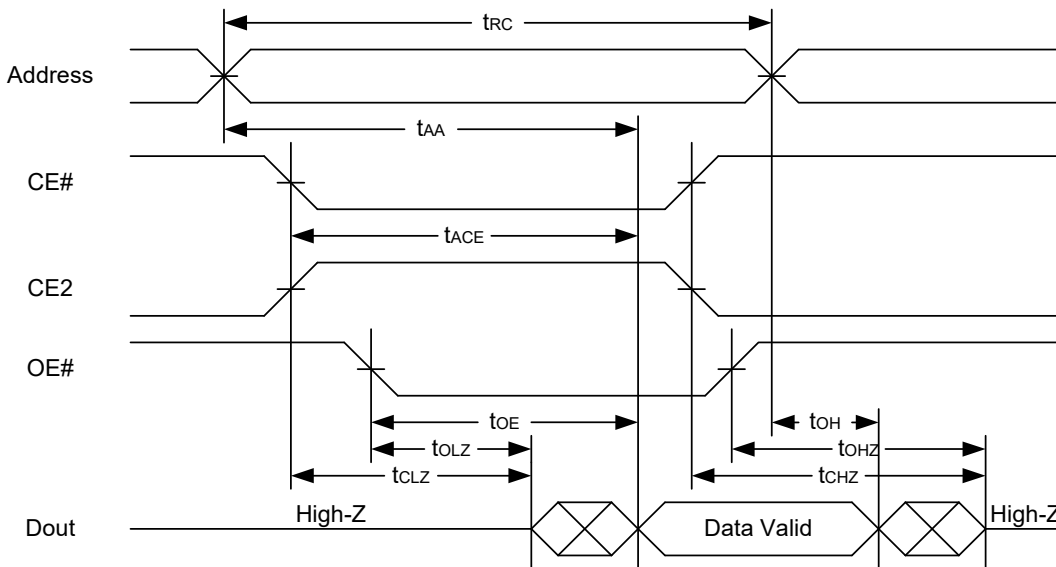 tRC
Address
tAA
CE#
tACE
CE2
OE#
tOE
tOH
tOLZ
tOHZ
tCLZ
tCHZ
Dout
High-Z
Data Valid
High-Z